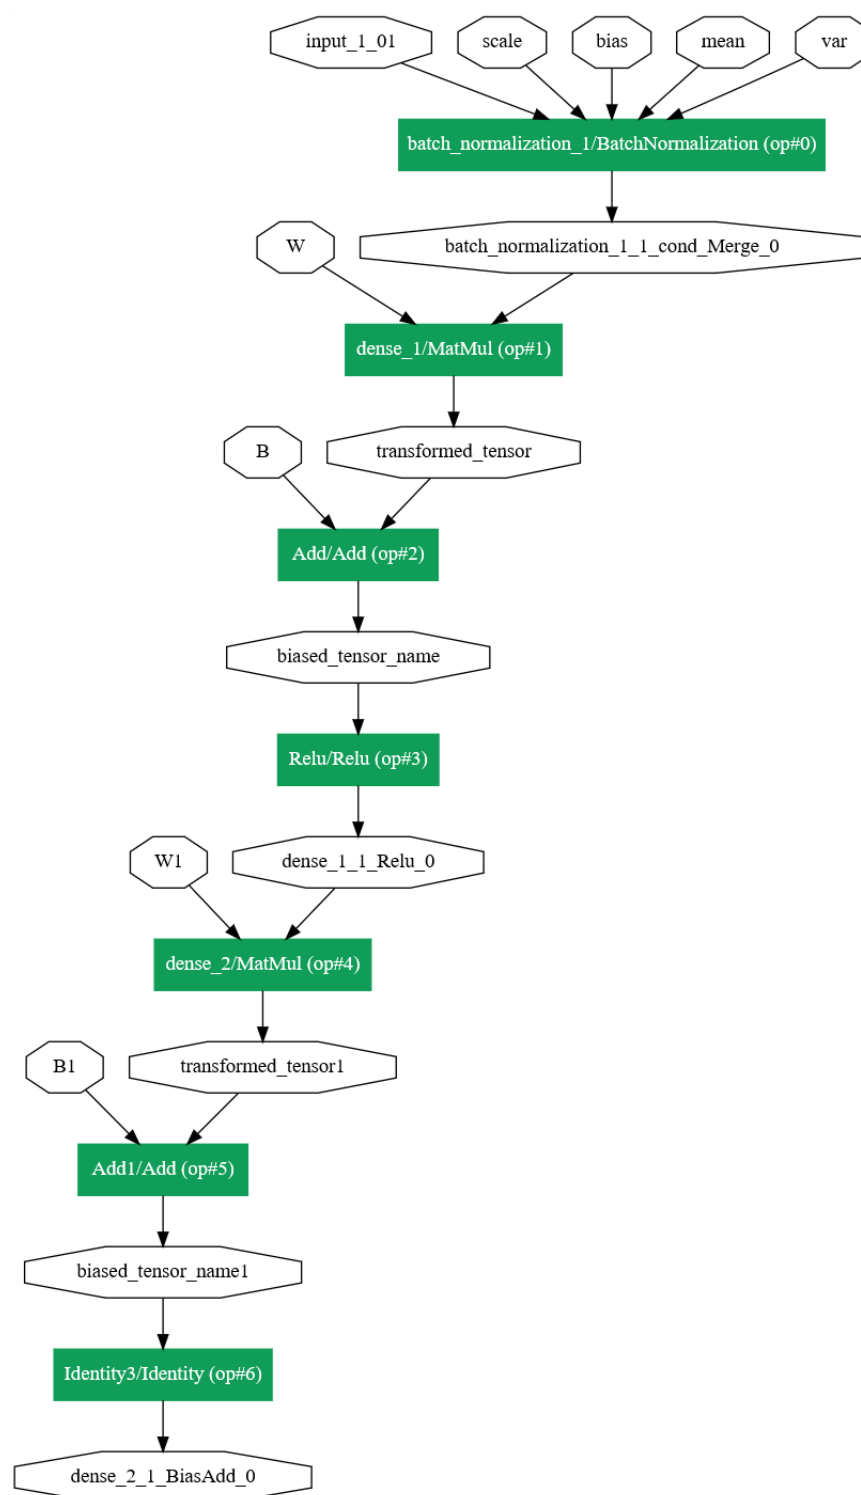 input_1_01
scale
bias
mean
var
batch_normalization_1/BatchNormalization (op#0)
W
batch_normalization_1_1_cond_Merge_0
dense_1/MatMul (op#1)
B
transformed_tensor
Add/Add (op#2)
biased_tensor_name
Relu/Relu (op#3)
W1
dense_1_1_Relu_0
dense_2/MatMul (op#4)
B1
transformed_tensor1
Add1/Add (op#5)
biased_tensor_name1
Identity3/Identity (op#6)
dense_2_1_BiasAdd_0